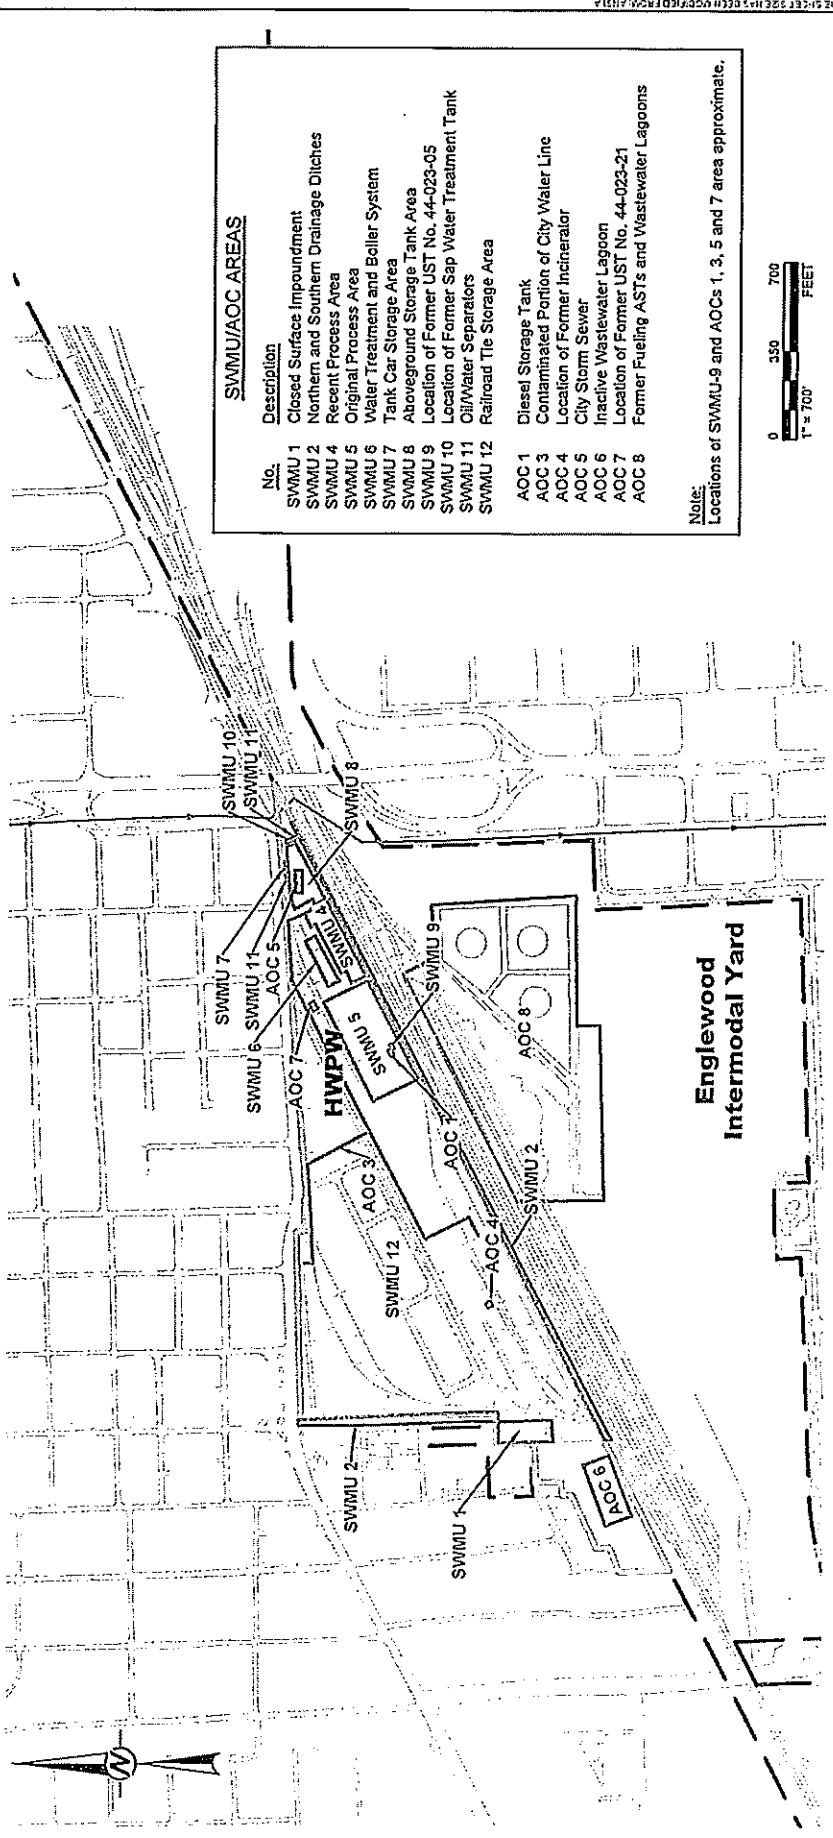 SWMU/AOC AREAS
No. Description
SWMU 1 Closed Surface Impoundment
SWMU 2 Northern and Southern Drainage Ditches
SWMU 4 Recent Process Area
SWMU 5 Original Process Area
SWMU 6 Water Treatment and Boiler System
SWMU 7 Tank Car Storage Area
SWMU 8 Aboveground Storage Tank Area
SWMU 9 Location of Former UST No. 44-023-05
SWMU 10 Location of Former Sap Water Treatment Tank
SWMU 11 Oil/Water Separators
SWMU 12 Railroad Tie Storage Area
AOC 1 Diesel Storage Tank
AOC 3 Contaminated Portion of City Water Line
AOC 4 Location of Former Incinerator
AOC 5 City Storm Sewer
AOC 6 Inactive Wastewater Lagoon
AOC 7 Location of Former UST No. 44-023-21
AOC 8 Former Fueling ASTs and Wastewater Lagoons
Note:
Locations of SWMU-9 and AOCs 1, 3, 5 and 7 area approximate.
0 350 700
1" = 700' FEET
N
SWMU 10
SWMU 11
SWMU 7
SWMU 11
SWMU 6
AOC 5
AOC 7
HWPW
SWMU 4
SWMU 8
SWMU 5
SWMU 9
AOC 3
AOC 1
SWMU 12
AOC 4
SWMU 2
AOC 8
SWMU 2
SWMU 1
AOC 6
Englewood
Intermodal Yard